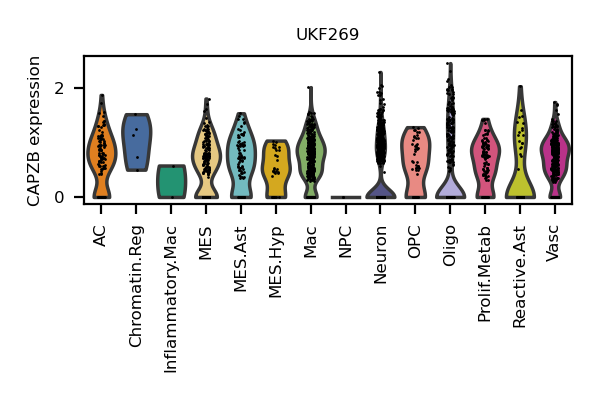 UKF269
CAPZB expression
2
0
AC
Chromatin.Reg
Inflammatory.Mac
MES
MES.Ast
MES.Hyp
Mac
NPC
Neuron
OPC
Oligo
Prolif.Metab
Reactive.Ast
Vasc